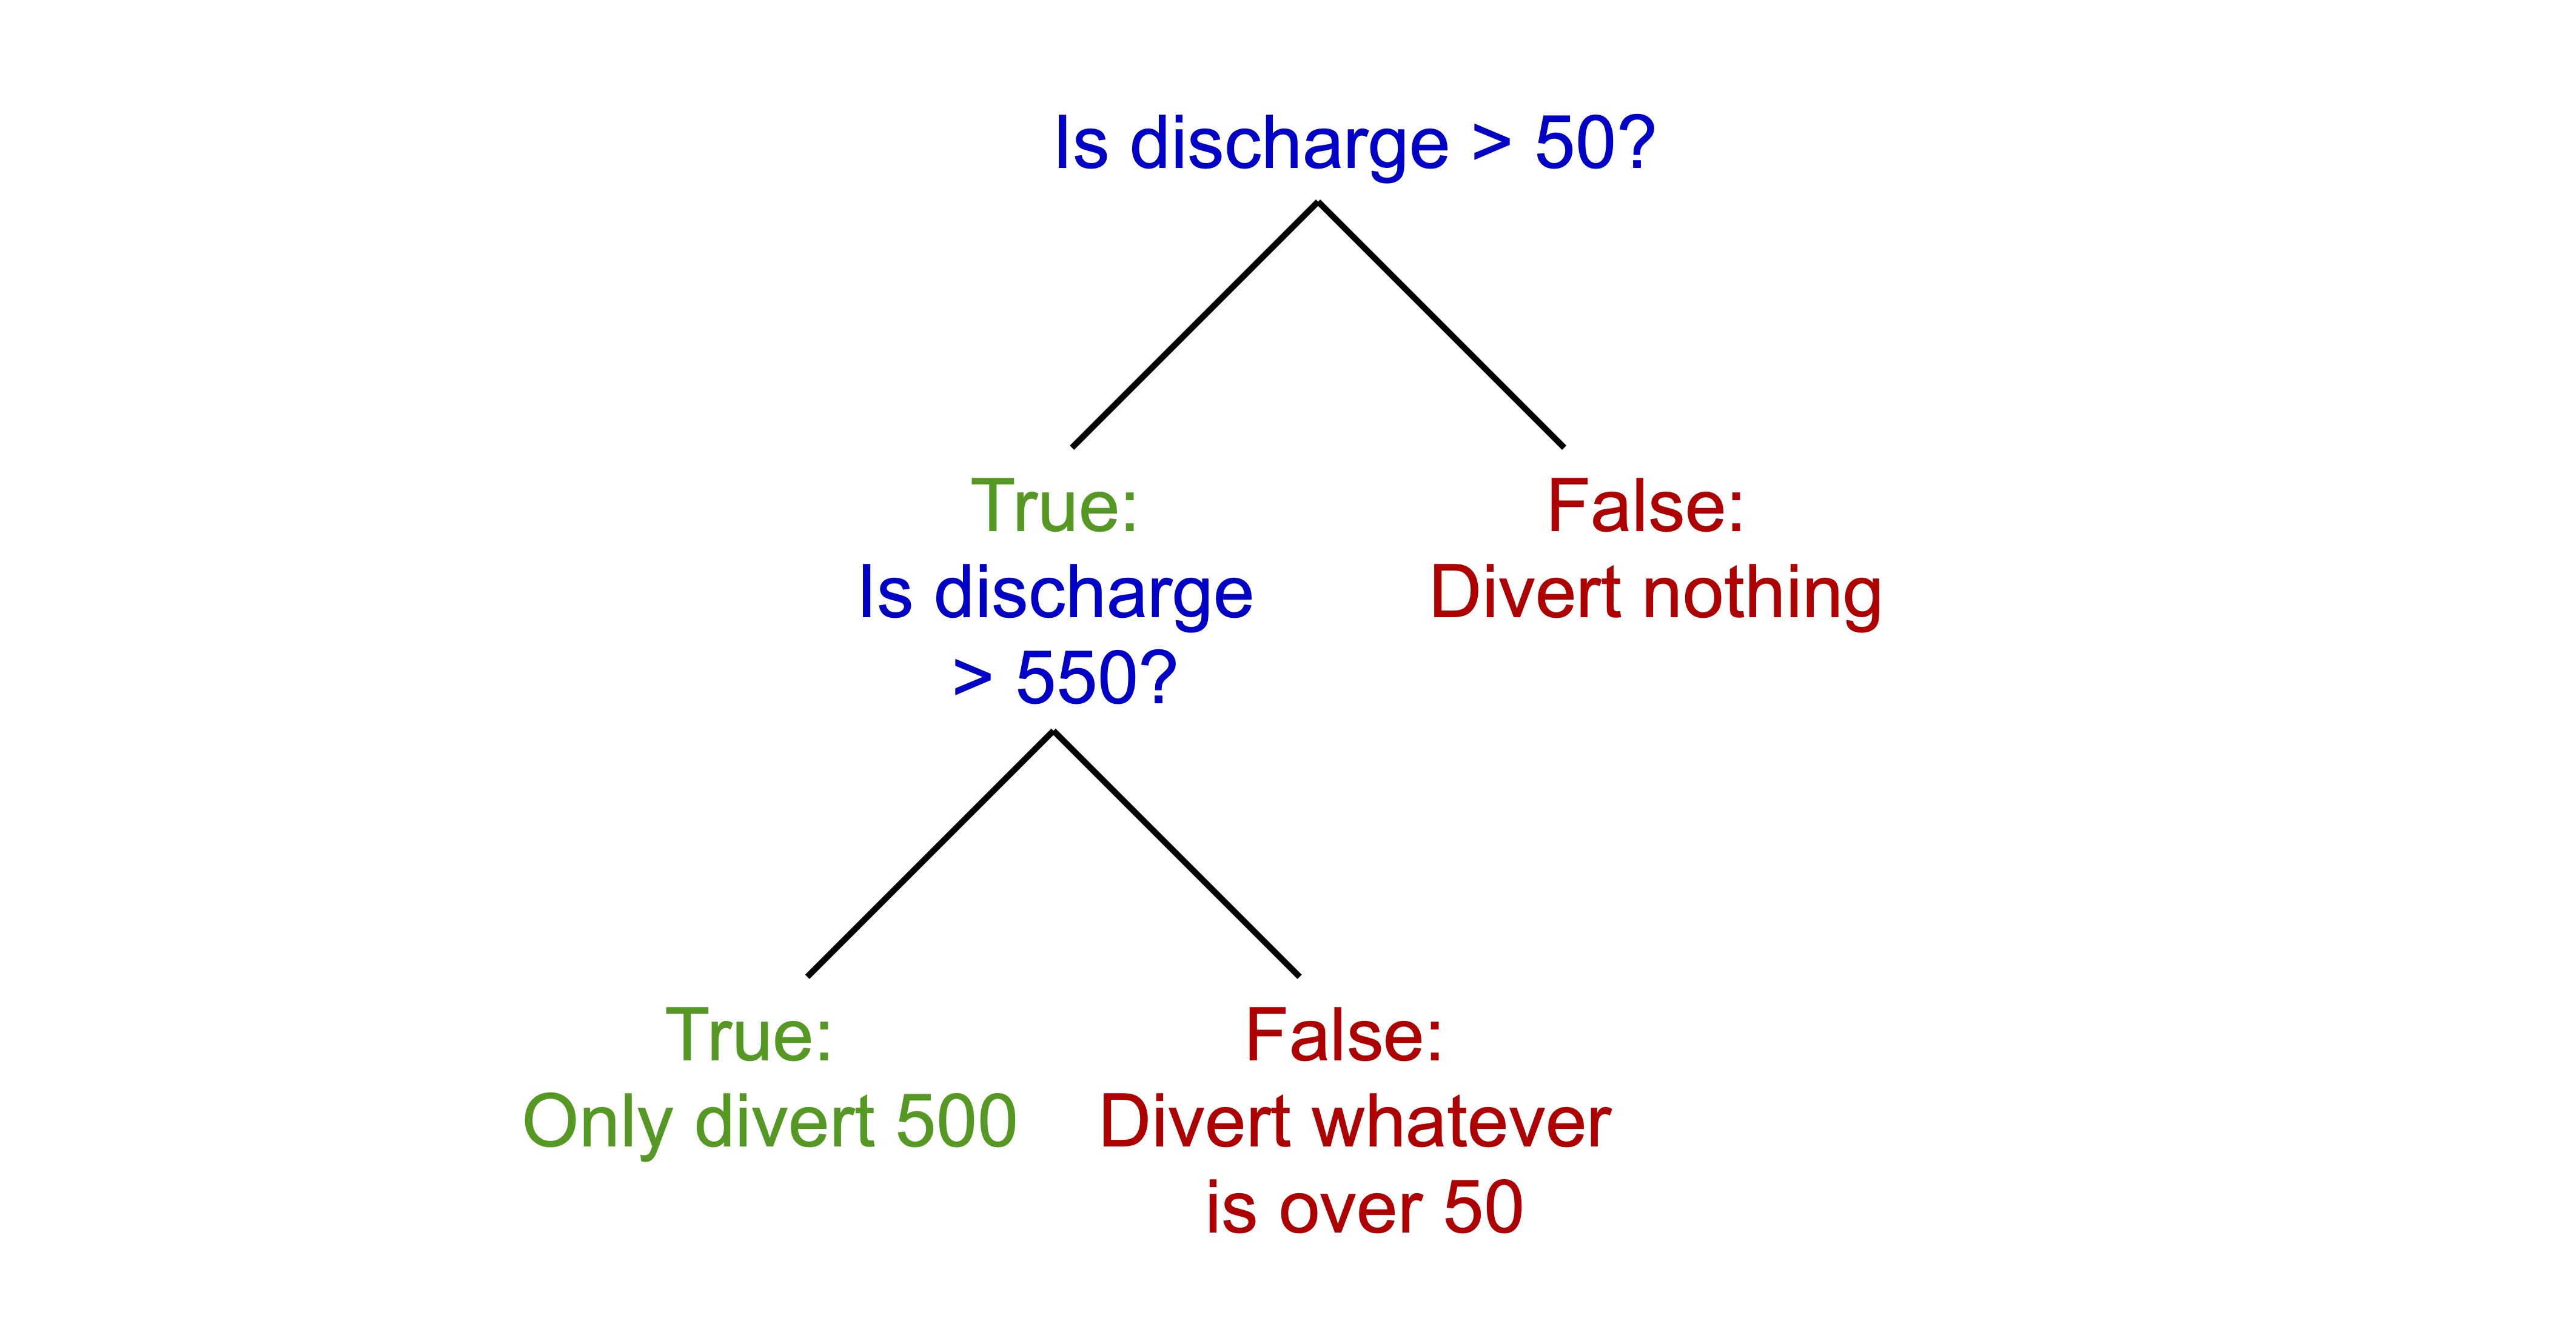 Is discharge > 50?
True:
Is discharge
> 550?
False:
Divert nothing
True:
Only divert 500
False:
Divert whatever
is over 50